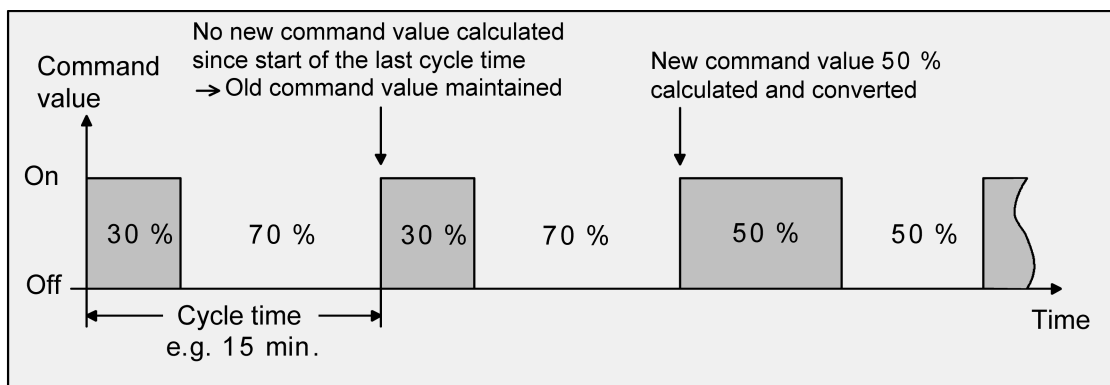 No new command value calculated
since start of the last cycle time
→ Old command value maintained
New command value 50 %
calculated and converted
Command
value
On
30 %
70 %
30 %
70 %
50 %
50 %
Off
Cycle time
e.g. 15 min.
Time